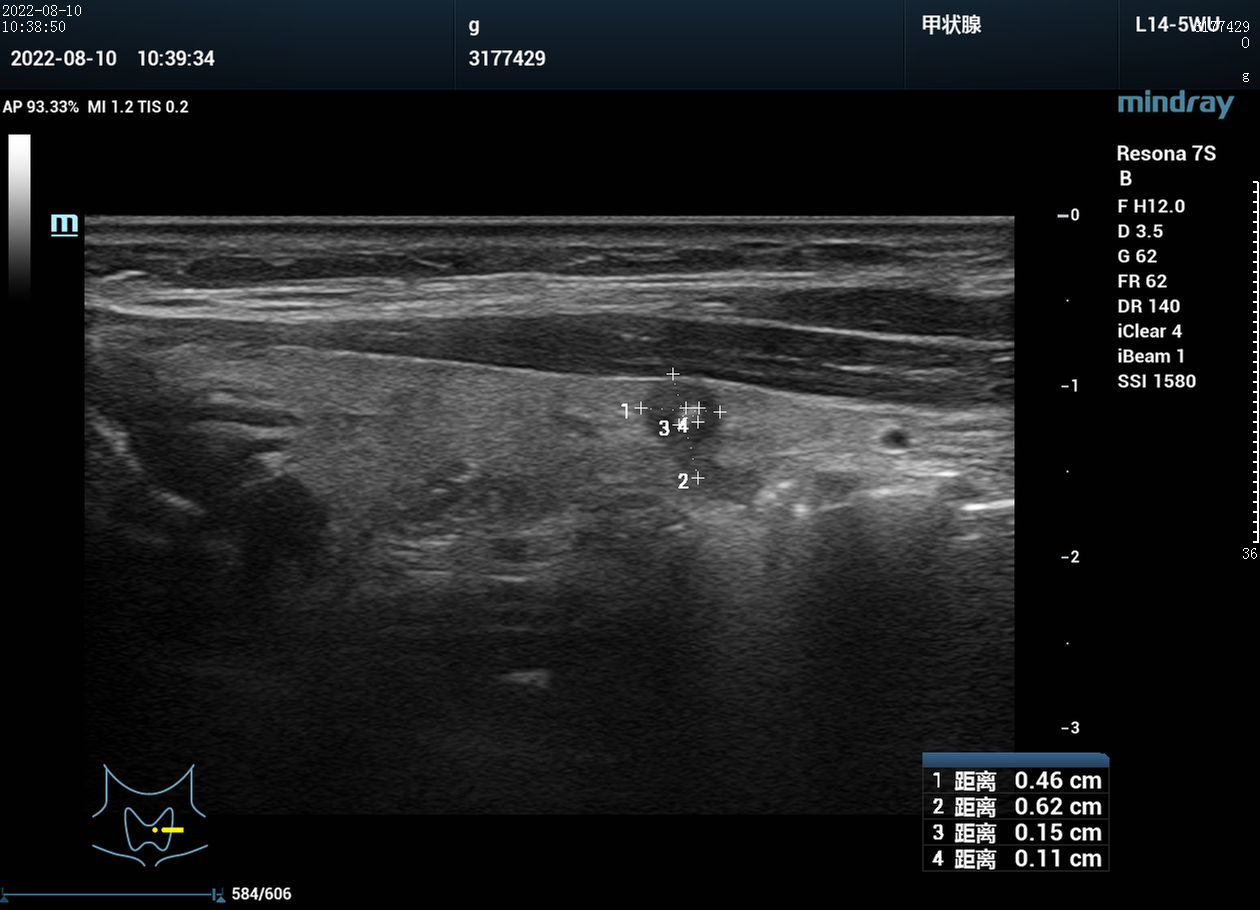 2022-08-10
10:38:50
2022-08-10 10:39:34
g
3177429
甲状腺
L14-5WU
3177429
O
g
AP 93.33% MI 1.2 TIS 0.2
mindray
Resona 7S
B
F H12.0
D 3.5
G 62
FR 62
DR 140
iClear 4
iBeam 1
SSI 1580
m
0
1
2
3
1
3
4
2
36
1 距离 0.46 cm
2 距离 0.62 cm
3 距离 0.15 cm
4 距离 0.11 cm
584/606